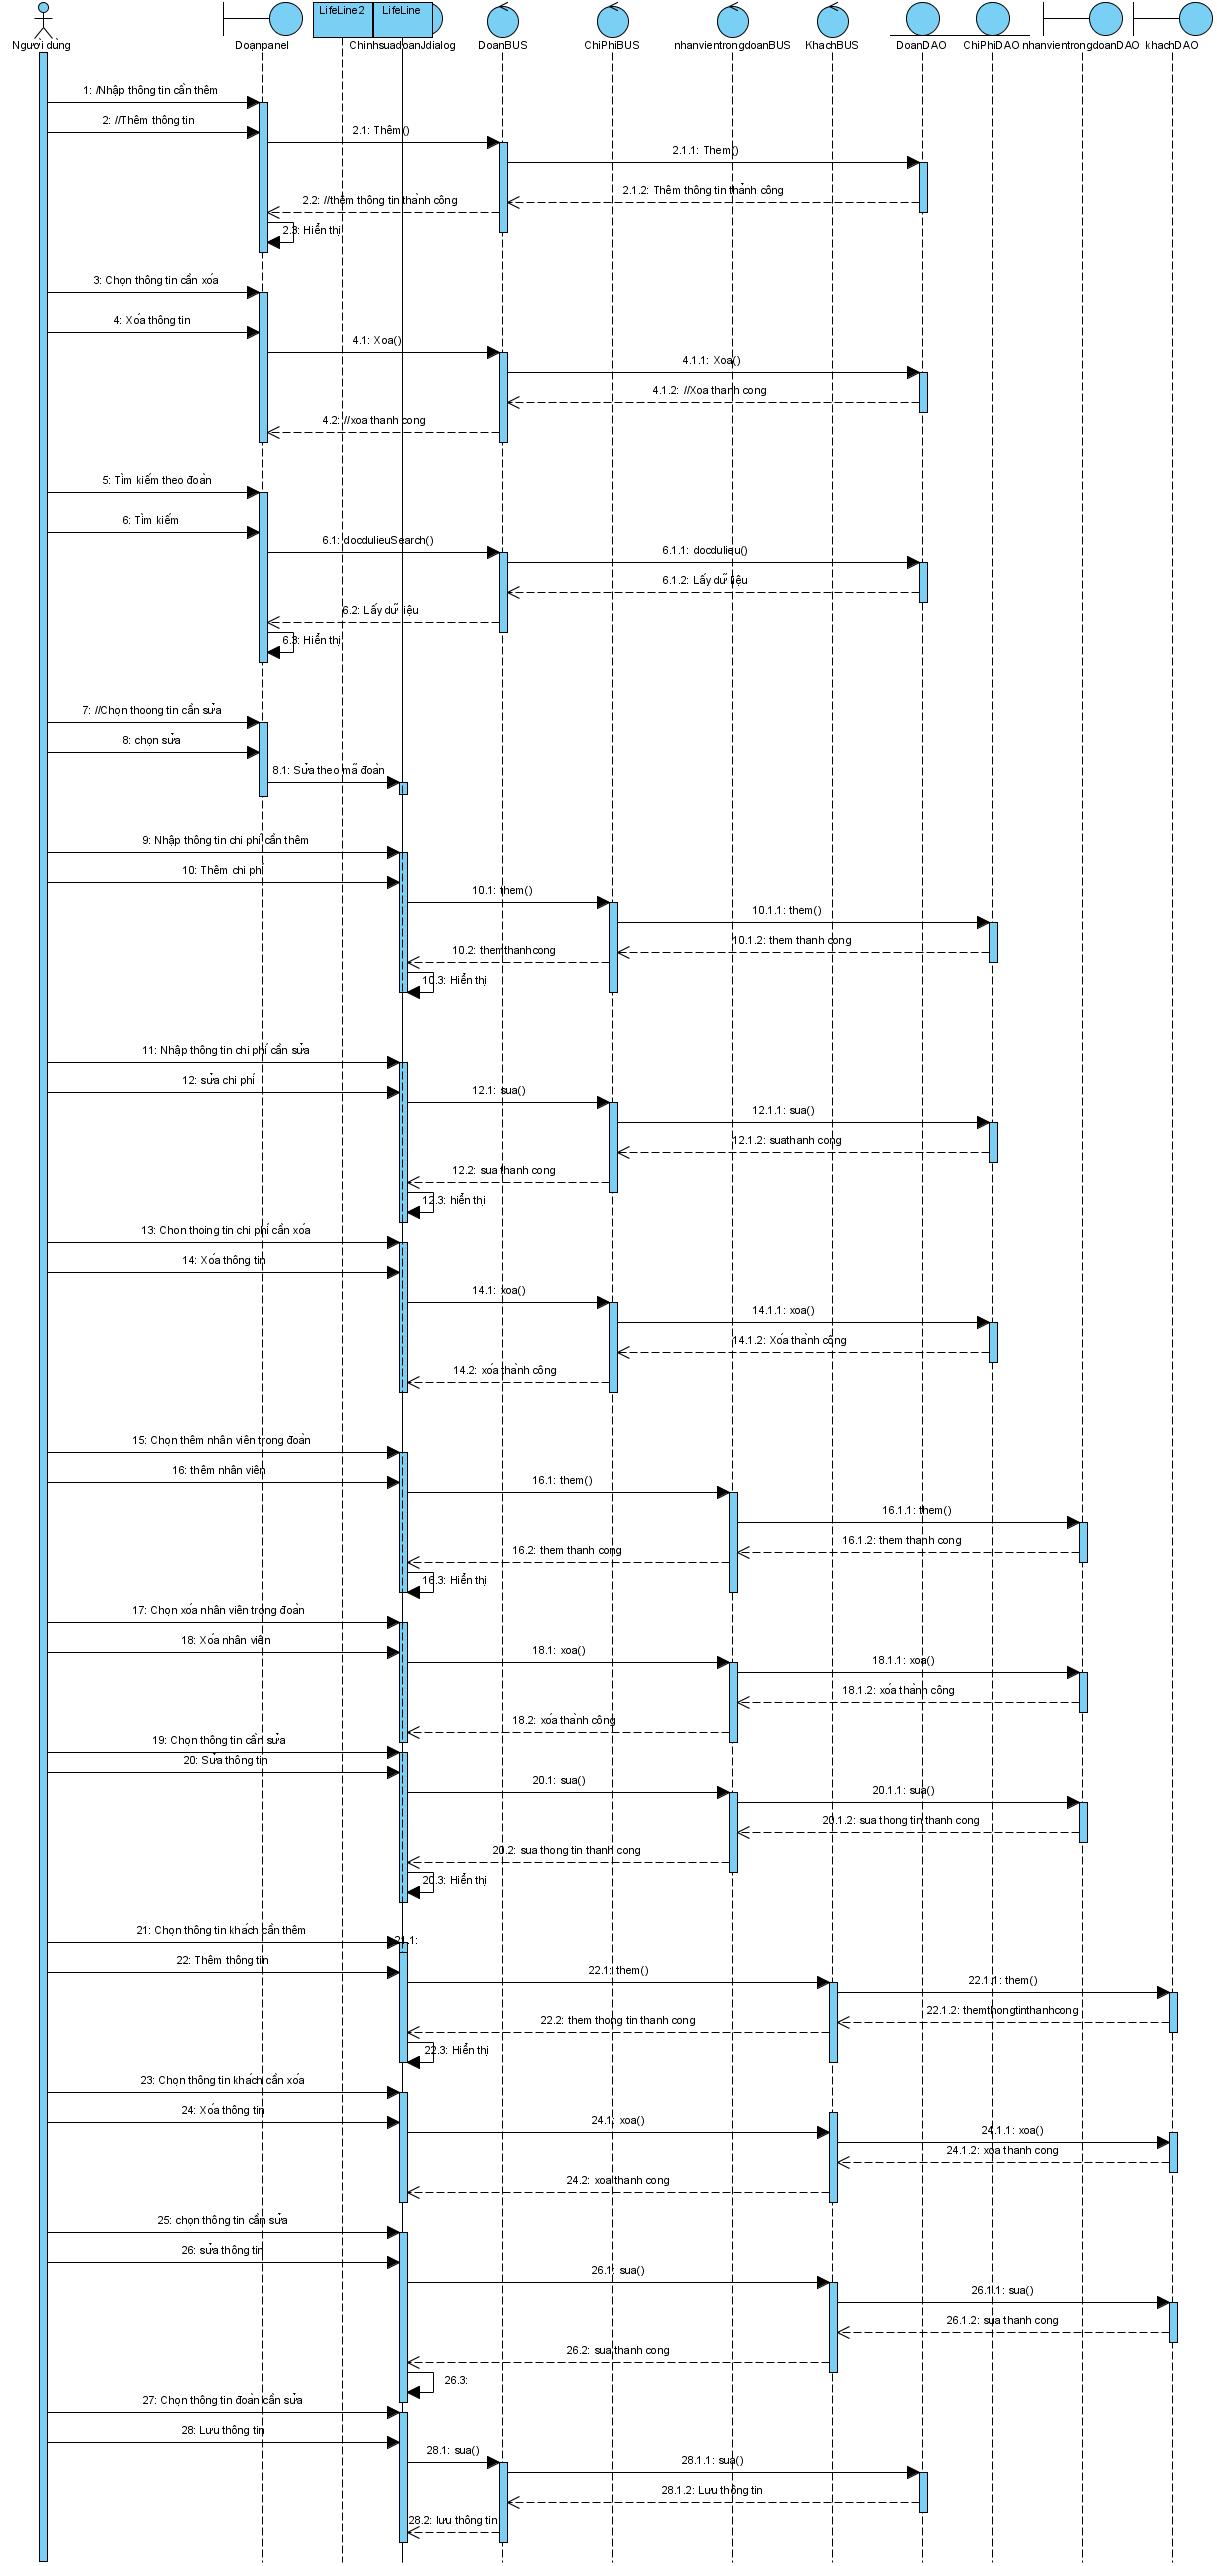 LifeLine2
LifeLine
Người dùng
Doanpanel
ChinhsuadoanJdialog
DoanBUS
ChiPhiBUS
nhanvientrongdoanBUS
KhachBUS
DoanDAO
ChiPhiDAO
nhanvientrongdoanDAO
khachDAO
1: /Nhập thông tin cần thêm
2: //Thêm thông tin
2.1: Thêm()
2.1.1: Them()
2.1.2: Thêm thông tin thành công
2.2: //thêm thông tin thành công
2.3: Hiển thị
3: Chọn thông tin cần xóa
4: Xóa thông tin
4.1: Xoa()
4.1.1: Xoa()
4.1.2: //Xoa thanh cong
4.2: //xoa thanh cong
5: Tìm kiếm theo đoàn
6: Tìm kiếm
6.1: docdulieuSearch()
6.1.1: docdulieu()
6.1.2: Lấy dữ liệu
6.2: Lấy dữ liệu
6.3: Hiển thị
7: //Chọn thoong tin cần sửa
8: chọn sửa
8.1: Sửa theo mã đoàn
9: Nhập thông tin chi phí cần thêm
10: Thêm chi phí
10.1: them()
10.1.1: them()
10.1.2: them thanh cong
10.2: themthanhcong
10.3: Hiển thị
11: Nhập thông tin chi phí cần sửa
12: sửa chi phí
12.1: sua()
12.1.1: sua()
12.1.2: suathanh cong
12.2: sua thanh cong
12.3: hiển thị
13: Chon thoing tin chi phí cần xóa
14: Xóa thông tin
14.1: xoa()
14.1.1: xoa()
14.1.2: Xóa thành công
14.2: xóa thành công
15: Chọn thêm nhân viên trong đoàn
16: thêm nhân viên
16.1: them()
16.1.1: them()
16.1.2: them thanh cong
16.2: them thanh cong
16.3: Hiển thị
17: Chọn xóa nhân viên trong đoàn
18: Xóa nhân viên
18.1: xoa()
18.1.1: xoa()
18.1.2: xóa thành công
18.2: xóa thành công
19: Chọn thông tin cần sửa
20: Sửa thông tin
20.1: sua()
20.1.1: sua()
20.1.2: sua thong tin thanh cong
20.2: sua thong tin thanh cong
20.3: Hiển thị
21: Chọn thông tin khách cần thêm
21.1:
22: Thêm thông tin
22.1: them()
22.1.1: them()
22.1.2: themthongtinthanhcong
22.2: them thong tin thanh cong
22.3: Hiển thị
23: Chọn thông tin khách cần xóa
24: Xóa thông tin
24.1: xoa()
24.1.1: xoa()
24.1.2: xoa thanh cong
24.2: xoa thanh cong
25: chọn thông tin cần sửa
26: sửa thông tin
26.1: sua()
26.1.1: sua()
26.1.2: sua thanh cong
26.2: sua thanh cong
26.3:
27: Chọn thông tin đoàn cần sửa
28: Lưu thông tin
28.1: sua()
28.1.1: sua()
28.1.2: Lưu thông tin
28.2: lưu thông tin